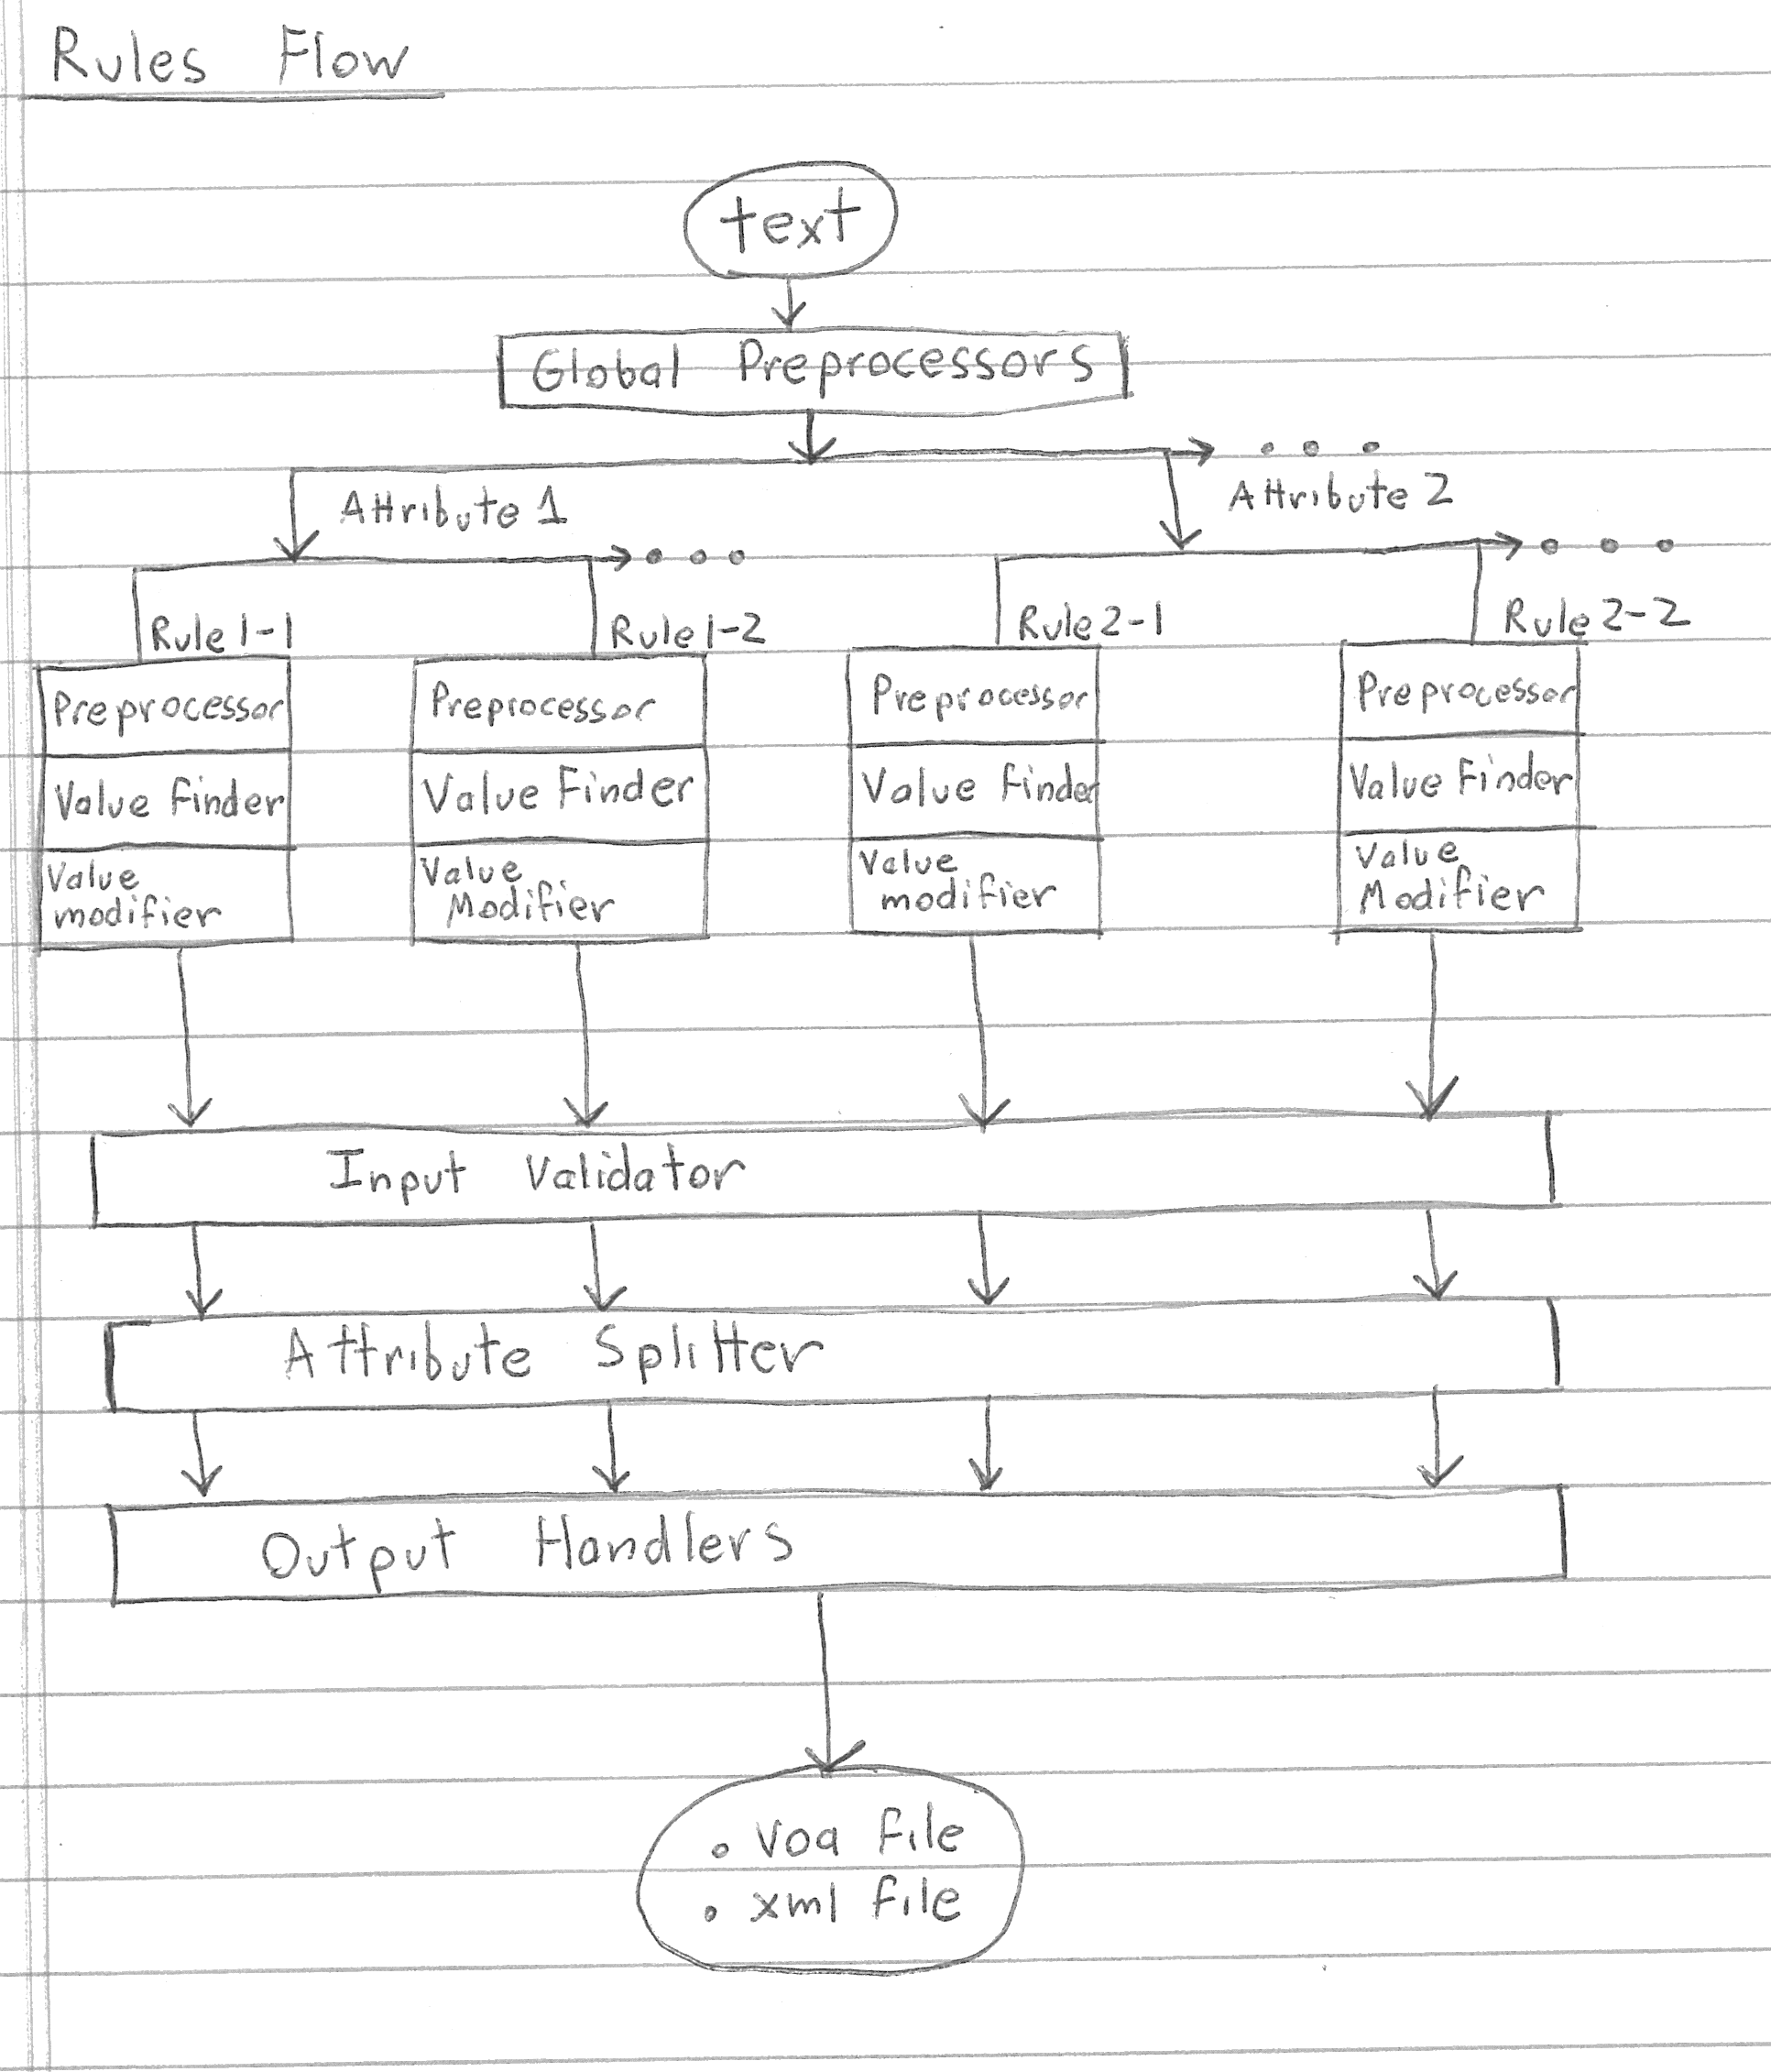 Rules Flow
text
Global Preprocessors
Attribute 1
Attribute 2
Rule 1-1
Rule 1-2
Rule 2-1
Rule 2-2
Preprocessor
Preprocessor
Preprocessor
Preprocessor
Value Finder
Value Finder
Value Finder
Value Finder
Value
modifier
Value
Modifier
Value
modifier
Value
Modifier
Input Validator
Attribute Splitter
Output Handlers
. voa file
. xml file